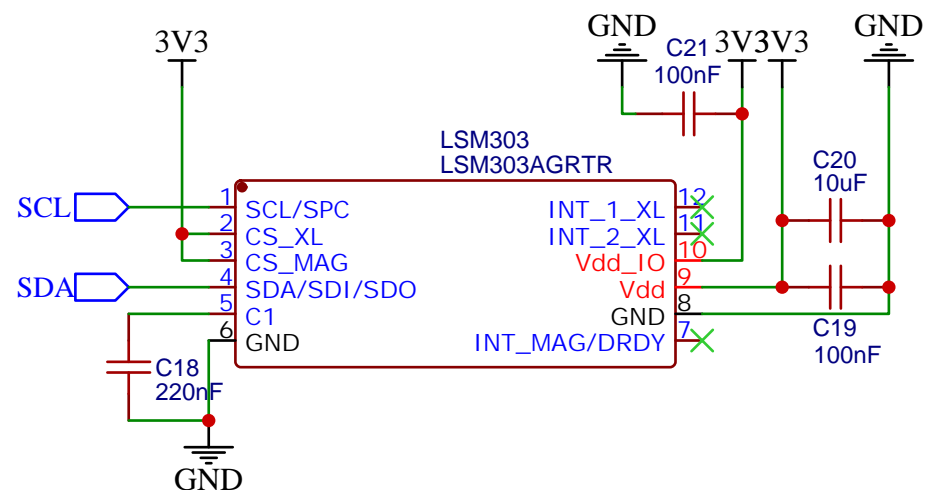 GND
GND
3V3
C21
3V3
3V3
100nF
LSM303
LSM303AGRTR
C20
10uF
SCL
1
SCL/SPC
INT_1_XL
12
2
CS_XL
INT_2_XL
11
3
CS_MAG
Vdd_IO
10
SDA
4
SDA/SDI/SDO
Vdd
9
5
C1
GND
8
6
GND
INT_MAG/DRDY
7
C19
100nF
C18
220nF
GND